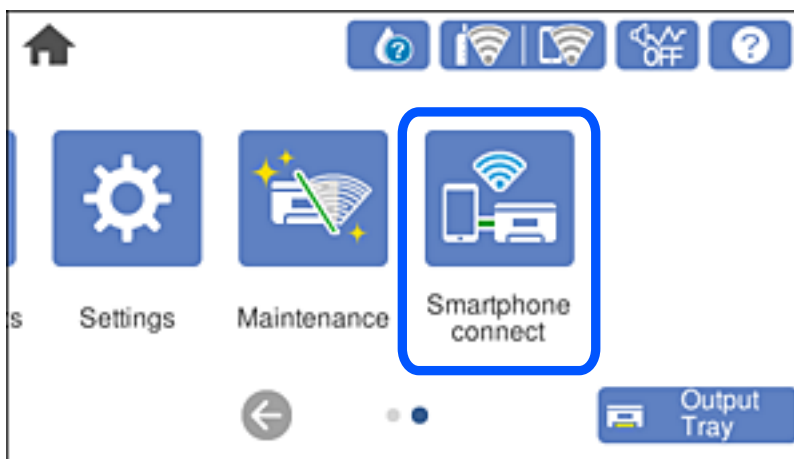 ?
?
OFF
s
Settings
Maintenance
Smartphone
connect
Output
Tray